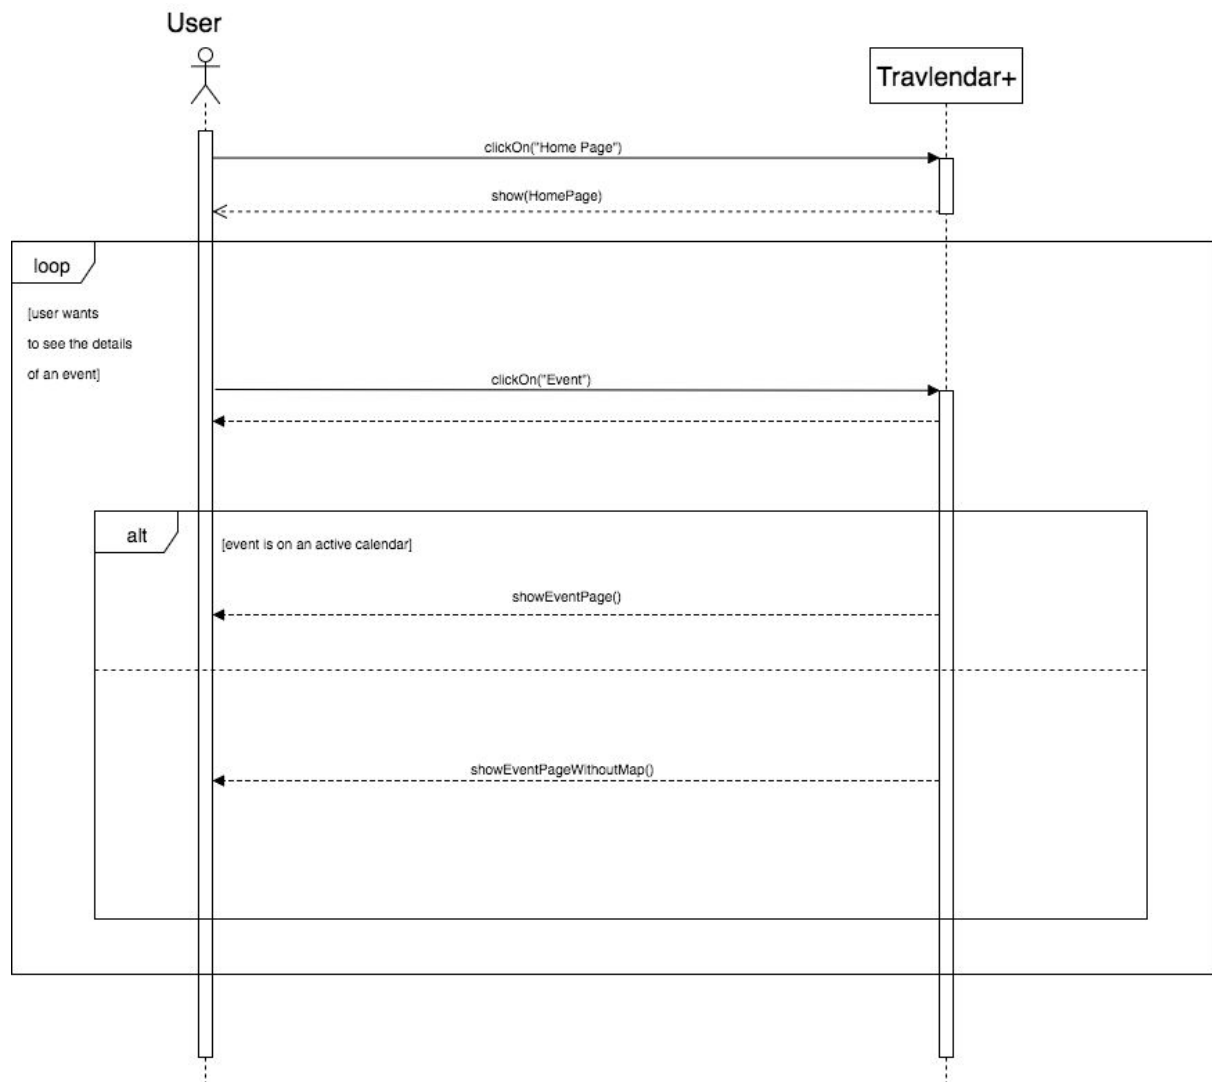 User
Travlendar+
clickOn("Home Page")
show(HomePage)
loop
[user wants
to see the details
of an event]
clickOn("Event")
alt
[event is on an active calendar]
showEventPage()
showEventPageWithoutMap()